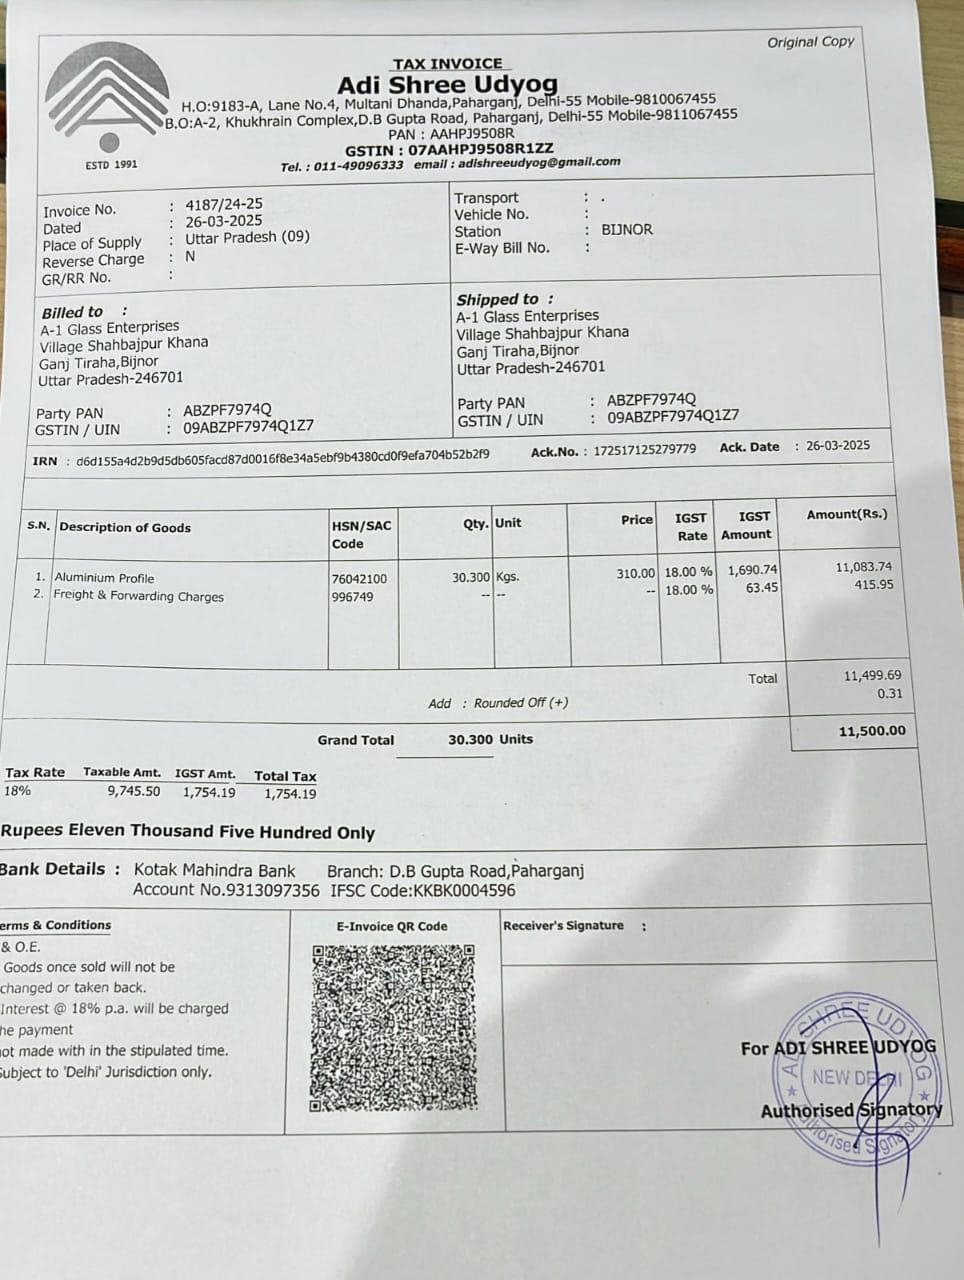 Original Copy
TAX INVOICE
Adi Shree Udyog
H.O:9183-A, Lane No.4, Multani Dhanda,Paharganj, Delhi-55 Mobile-9810067455
B.O:A-2, Khukhrain Complex,D.B Gupta Road, Paharganj, Delhi-55 Mobile-9811067455
PAN : AAHPJ9508R
GSTIN : 07AAHPJ9508R1ZZ
Tel. : 011-49096333 email : adishreeudyog@gmail.com
ESTD 1991
Invoice No. : 4187/24-25
Dated : 26-03-2025
Place of Supply : Uttar Pradesh (09)
Reverse Charge : N
GR/RR No. :
Transport : .
Vehicle No. :
Station : BIJNOR
E-Way Bill No. :
Billed to :
A-1 Glass Enterprises
Village Shahbajpur Khana
Ganj Tiraha,Bijnor
Uttar Pradesh-246701
Party PAN : ABZPF7974Q
GSTIN / UIN : 09ABZPF7974Q1Z7
Shipped to :
A-1 Glass Enterprises
Village Shahbajpur Khana
Ganj Tiraha,Bijnor
Uttar Pradesh-246701
Party PAN : ABZPF7974Q
GSTIN / UIN : 09ABZPF7974Q1Z7
IRN : d6d155a4d2b9d5db605facd87d0016f8e34a5ebf9b4380cd0f9efa704b52b2f9 Ack.No. : 172517125279779 Ack. Date : 26-03-2025
S.N. Description of Goods HSN/SAC Code Qty. Unit Price IGST Rate IGST Amount Amount(Rs.)
1. Aluminium Profile 76042100 30.300 Kgs. 310.00 18.00 % 1,690.74 11,083.74
2. Freight & Forwarding Charges 996749 -- -- -- 18.00 % 63.45 415.95
Total 11,499.69
Add : Rounded Off (+) 0.31
Grand Total 30.300 Units 11,500.00
Tax Rate Taxable Amt. IGST Amt. Total Tax
18% 9,745.50 1,754.19 1,754.19
Rupees Eleven Thousand Five Hundred Only
Bank Details : Kotak Mahindra Bank Branch: D.B Gupta Road,Paharganj
Account No.9313097356 IFSC Code:KKBK0004596
erms & Conditions
& O.E.
Goods once sold will not be
changed or taken back.
Interest @ 18% p.a. will be charged
he payment
ot made with in the stipulated time.
Subject to 'Delhi' Jurisdiction only.
E-Invoice QR Code
Receiver's Signature :
For ADI SHREE UDYOG
Authorised Signatory
ADI SHREE UDYOG
NEW DELHI
Authorised Signatory